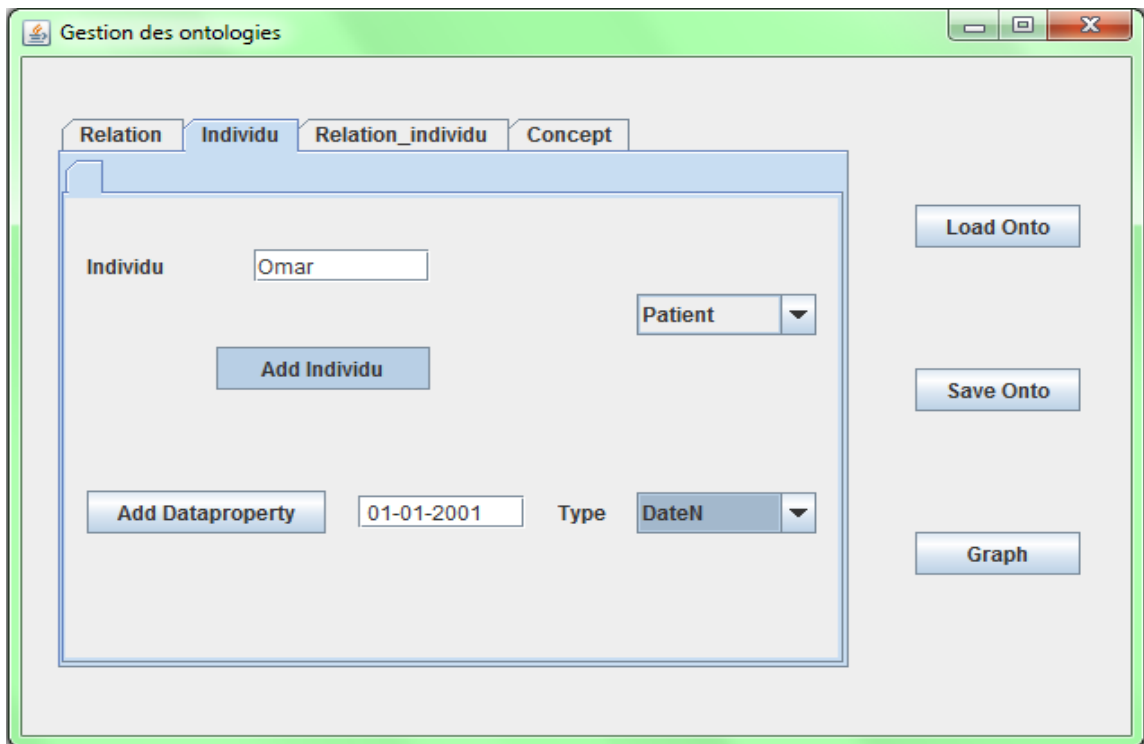 Gestion des ontologies
Relation Individu Relation_individu Concept
Load Onto
Individu Omar
Patient
Add Individu
Save Onto
Add Dataproperty 01-01-2001 Type DateN
Graph